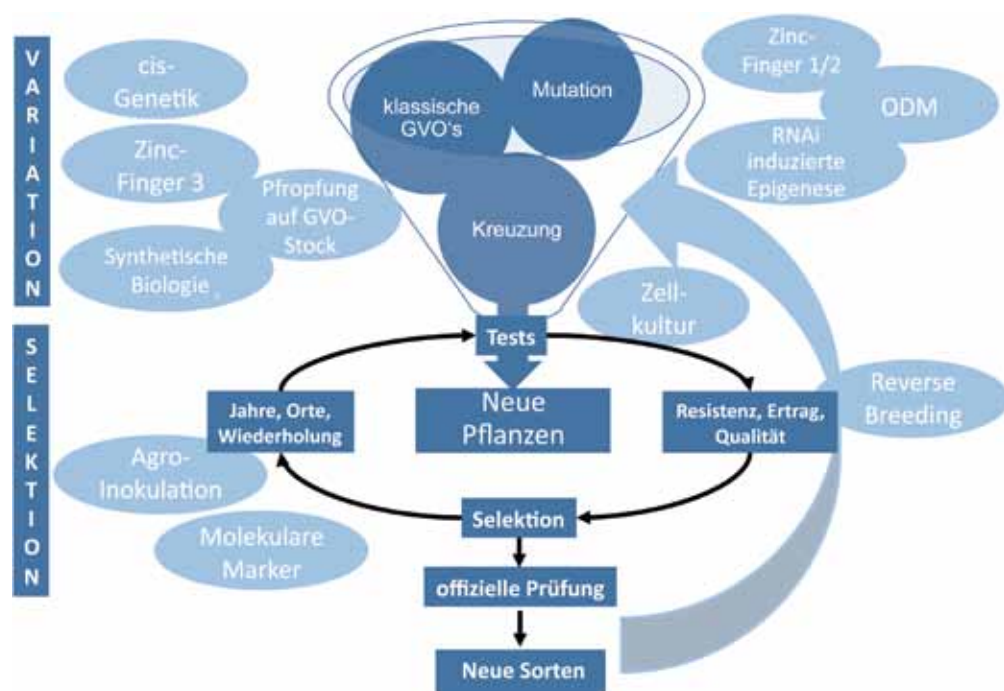 VARIATION
cis-
Genetik
Zinc-
Finger 3
Pfropfung
auf GVO-
Stock
Synthetische
Biologie
klassische
GVO's
Mutation
Kreuzung
Zinc-
Finger 1/2
ODM
RNAi
induzierte
Epigenese
Zell-
kultur
SELEKTION
Tests
Neue
Pflanzen
Jahre, Orte,
Wiederholung
Resistenz, Ertrag,
Qualität
Reverse
Breeding
Agro-
Inokulation
Molekulare
Marker
Selektion
offizielle Prüfung
Neue Sorten